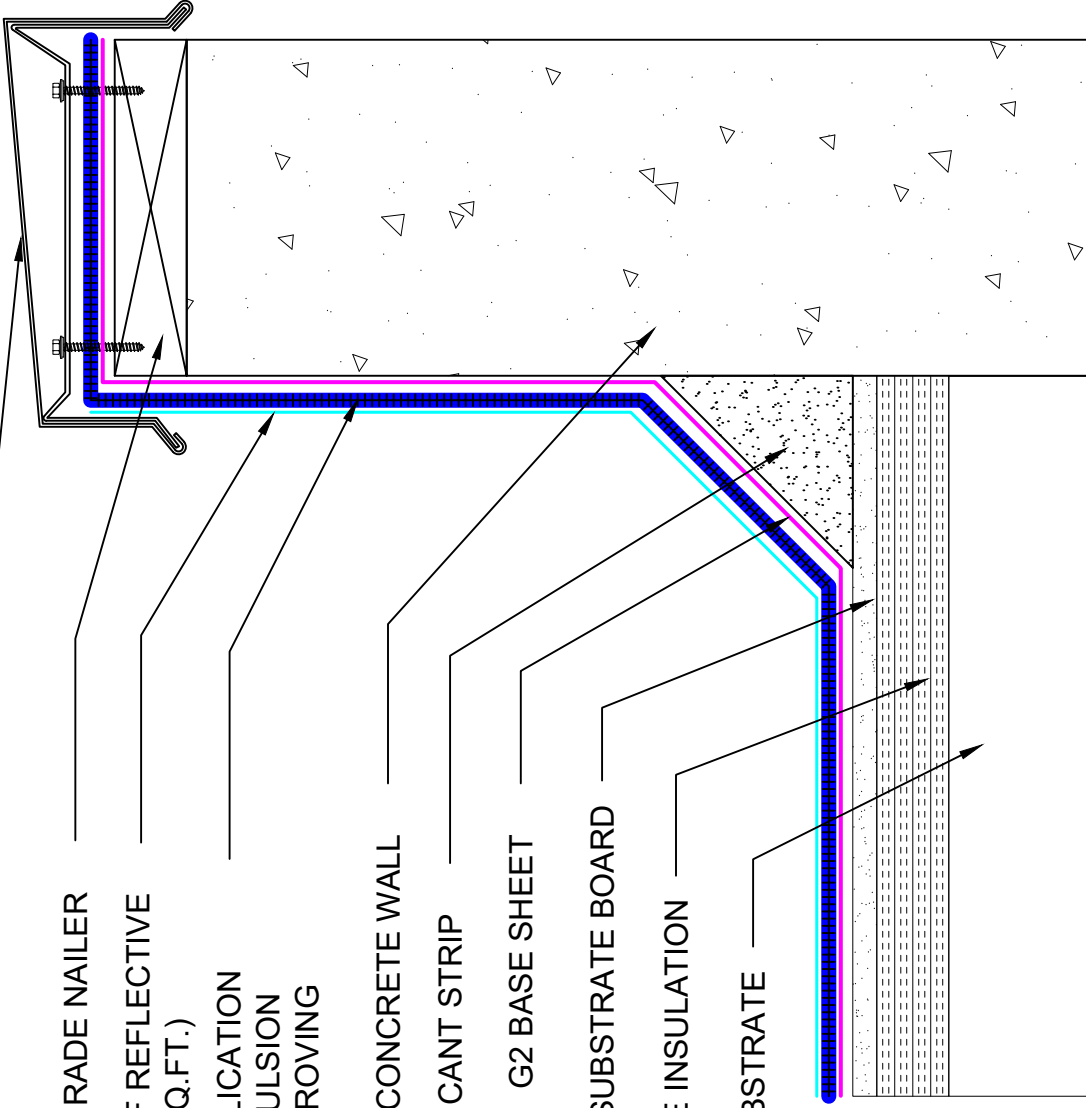 RADE NAILER
F REFLECTIVE
Q.FT.)
LICATION
ULSION
ROVING
CONCRETE WALL
CANT STRIP
G2 BASE SHEET
SUBSTRATE BOARD
E INSULATION
BSTRATE